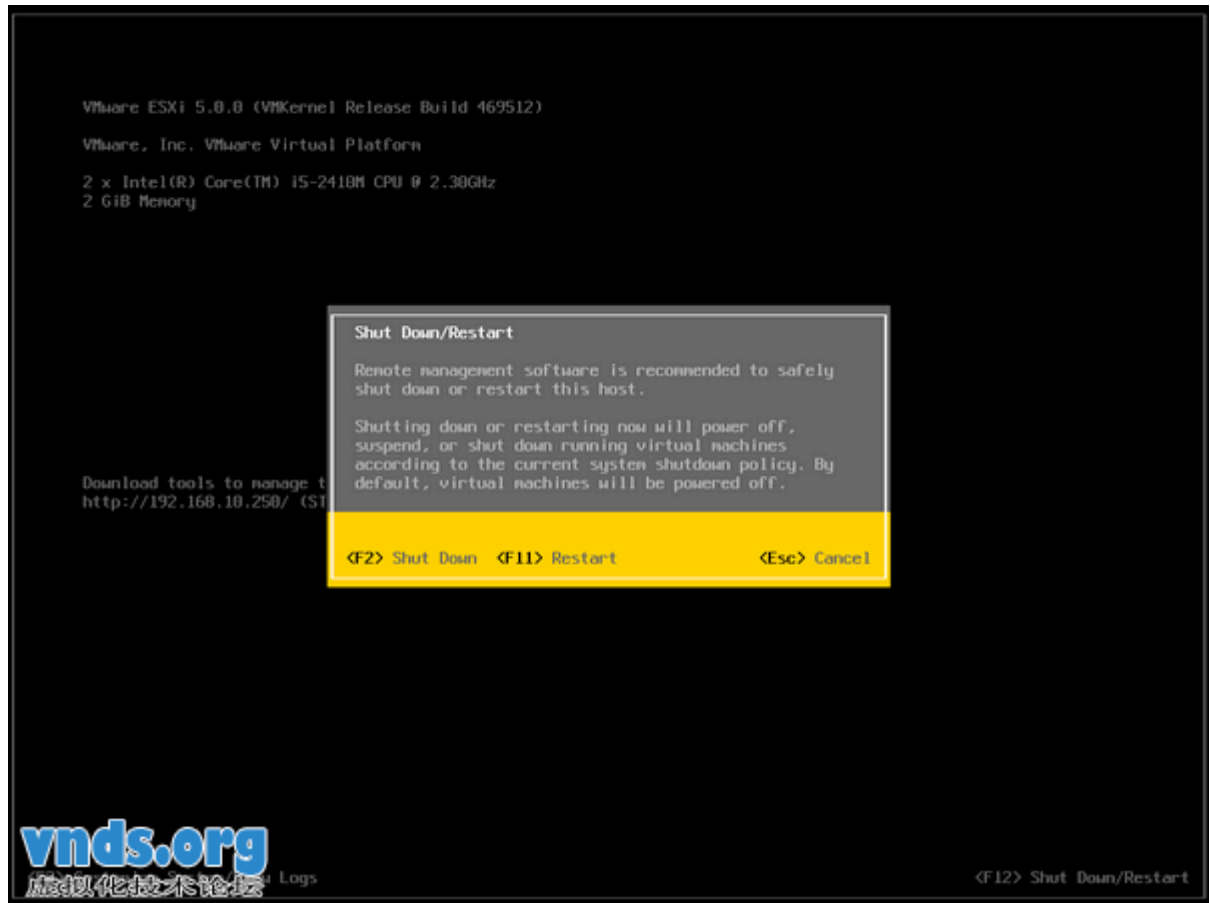 VMware ESXi 5.0.0 (VMKernel Release Build 469512)
VMware, Inc. VMware Virtual Platform
2 x Intel(R) Core(TM) i5-2410M CPU @ 2.30GHz
2 GiB Memory
Shut Down/Restart
Remote management software is recommended to safely
shut down or restart this host.
Shutting down or restarting now will power off,
suspend, or shut down running virtual machines
according to the current system shutdown policy. By
default, virtual machines will be powered off.
<F2> Shut Down <F11> Restart <Esc> Cancel
Download tools to manage t
http://192.168.10.250/ (ST
vnds.org
虚拟化技术论坛
Logs
<F12> Shut Down/Restart